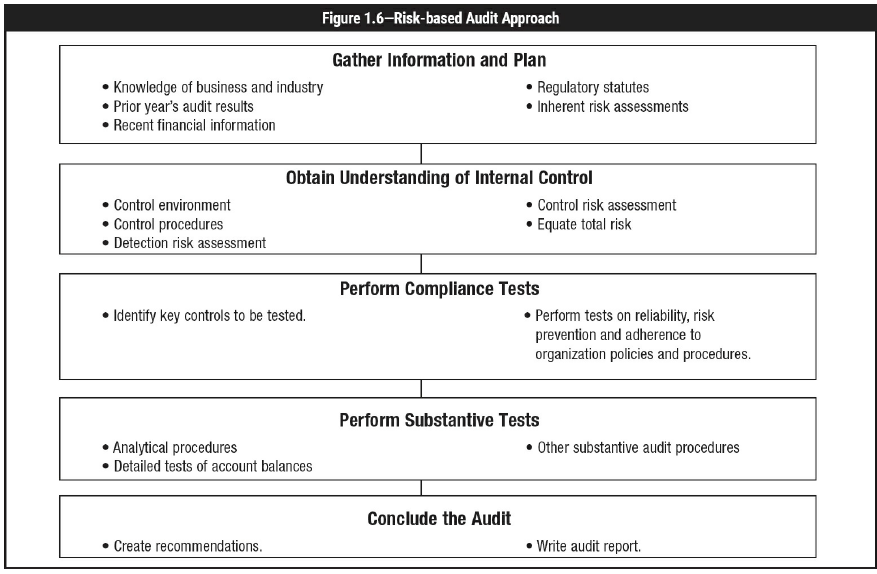 Figure 1.6—Risk-based Audit Approach
Gather Information and Plan
• Knowledge of business and industry
• Prior year's audit results
• Recent financial information
• Regulatory statutes
• Inherent risk assessments
Obtain Understanding of Internal Control
• Control environment
• Control procedures
• Detection risk assessment
• Control risk assessment
• Equate total risk
Perform Compliance Tests
• Identify key controls to be tested.
• Perform tests on reliability, risk
prevention and adherence to
organization policies and procedures.
Perform Substantive Tests
• Analytical procedures
• Detailed tests of account balances
• Other substantive audit procedures
Conclude the Audit
• Create recommendations.
• Write audit report.